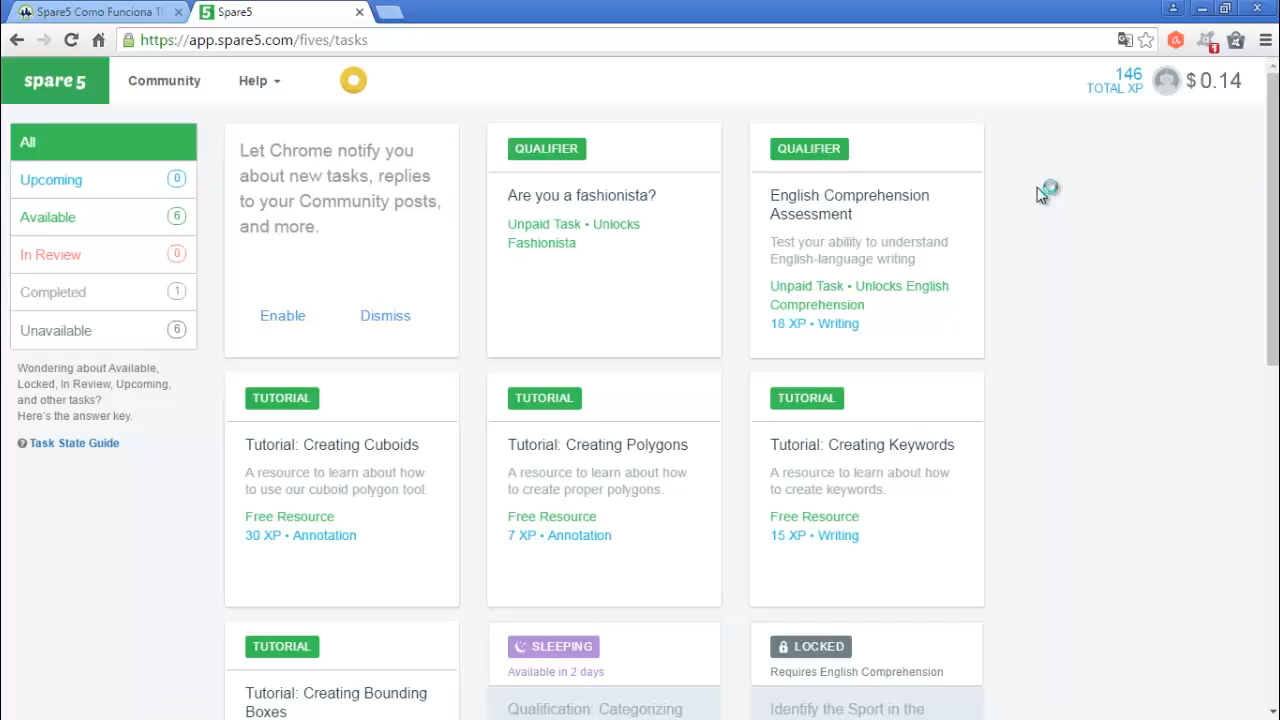 Spare5 Como Funciona T
Spare5
https://app.spare5.com/fives/tasks
1
spare5
Community
Help
146
TOTAL XP
$ 0.14
All
Upcoming 0
Available 6
In Review 0
Completed 1
Unavailable 6
Wondering about Available,
Locked, In Review, Upcoming,
and other tasks?
Here's the answer key.
Task State Guide
Let Chrome notify you
about new tasks, replies
to your Community posts,
and more.
Enable Dismiss
QUALIFIER
Are you a fashionista?
Unpaid Task • Unlocks
Fashionista
QUALIFIER
English Comprehension
Assessment
Test your ability to understand
English-language writing
Unpaid Task • Unlocks English
Comprehension
18 XP • Writing
TUTORIAL
Tutorial: Creating Cuboids
A resource to learn about how
to use our cuboid polygon tool.
Free Resource
30 XP • Annotation
TUTORIAL
Tutorial: Creating Polygons
A resource to learn about how
to create proper polygons.
Free Resource
7 XP • Annotation
TUTORIAL
Tutorial: Creating Keywords
A resource to learn about how
to create keywords.
Free Resource
15 XP • Writing
TUTORIAL
Tutorial: Creating Bounding
Boxes
SLEEPING
Available in 2 days
Qualification: Categorizing
LOCKED
Requires English Comprehension
Identify the Sport in the